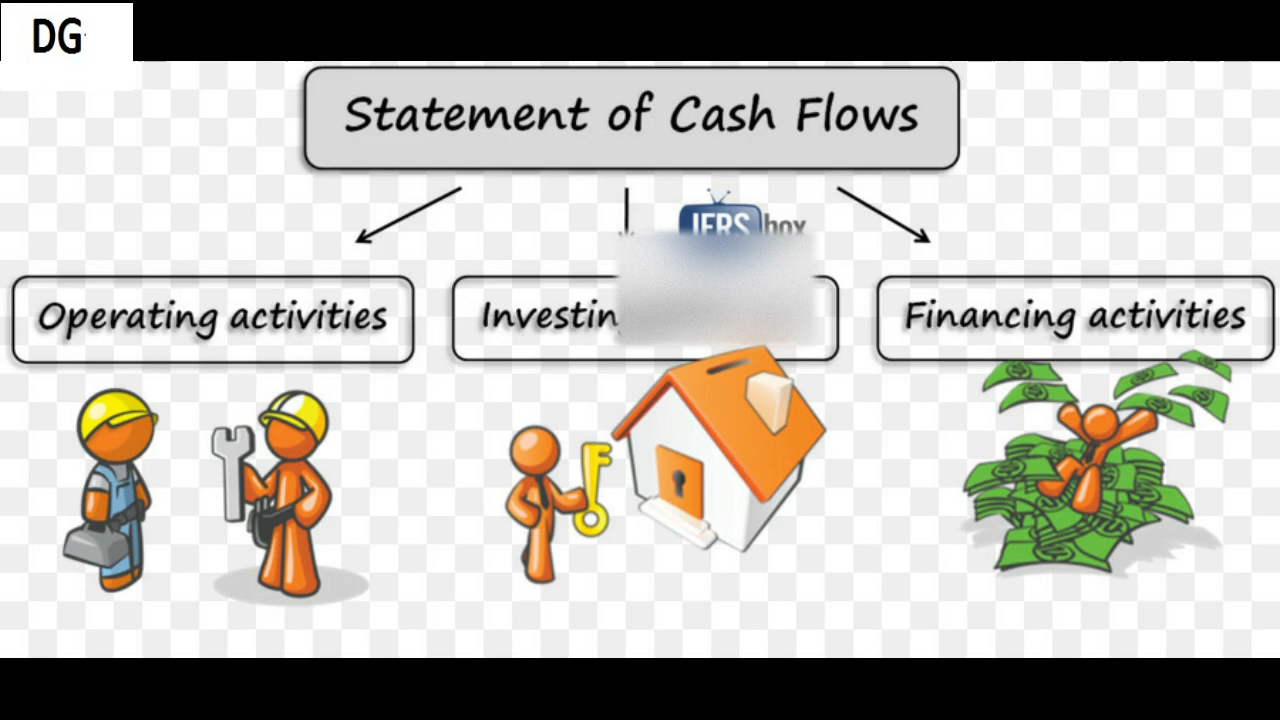 DG
Statement of Cash Flows
IFRS box
Operating activities
Investin
Financing activities